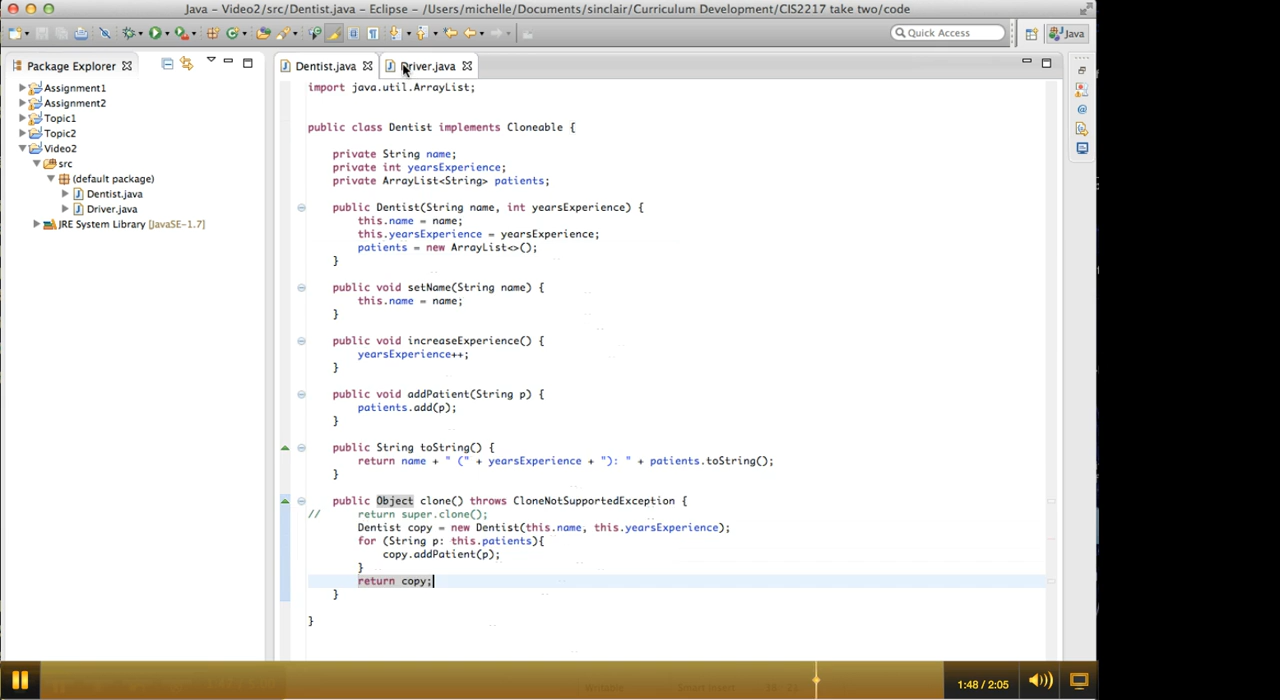 Java - Video2/src/Dentist.java - Eclipse - /Users/michelle/Documents/sinclair/Curriculum Development/CIS2217 take two/code
Quick Access
Java
Package Explorer
Dentist.java
Driver.java
Assignment1
Assignment2
Topic1
Topic2
Video2
src
(default package)
Dentist.java
Driver.java
JRE System Library [JavaSE-1.7]
import java.util.ArrayList;
public class Dentist implements Cloneable {
private String name;
private int yearsExperience;
private ArrayList<String> patients;
public Dentist(String name, int yearsExperience) {
this.name = name;
this.yearsExperience = yearsExperience;
patients = new ArrayList<>();
}
public void setName(String name) {
this.name = name;
}
public void increaseExperience() {
yearsExperience++;
}
public void addPatient(String p) {
patients.add(p);
}
public String toString() {
return name + " (" + yearsExperience + "): " + patients.toString();
}
public Object clone() throws CloneNotSupportedException {
// return super.clone();
Dentist copy = new Dentist(this.name, this.yearsExperience);
for (String p: this.patients){
copy.addPatient(p);
}
return copy;
}
}
Writable Smart Insert
1:48 / 2:05